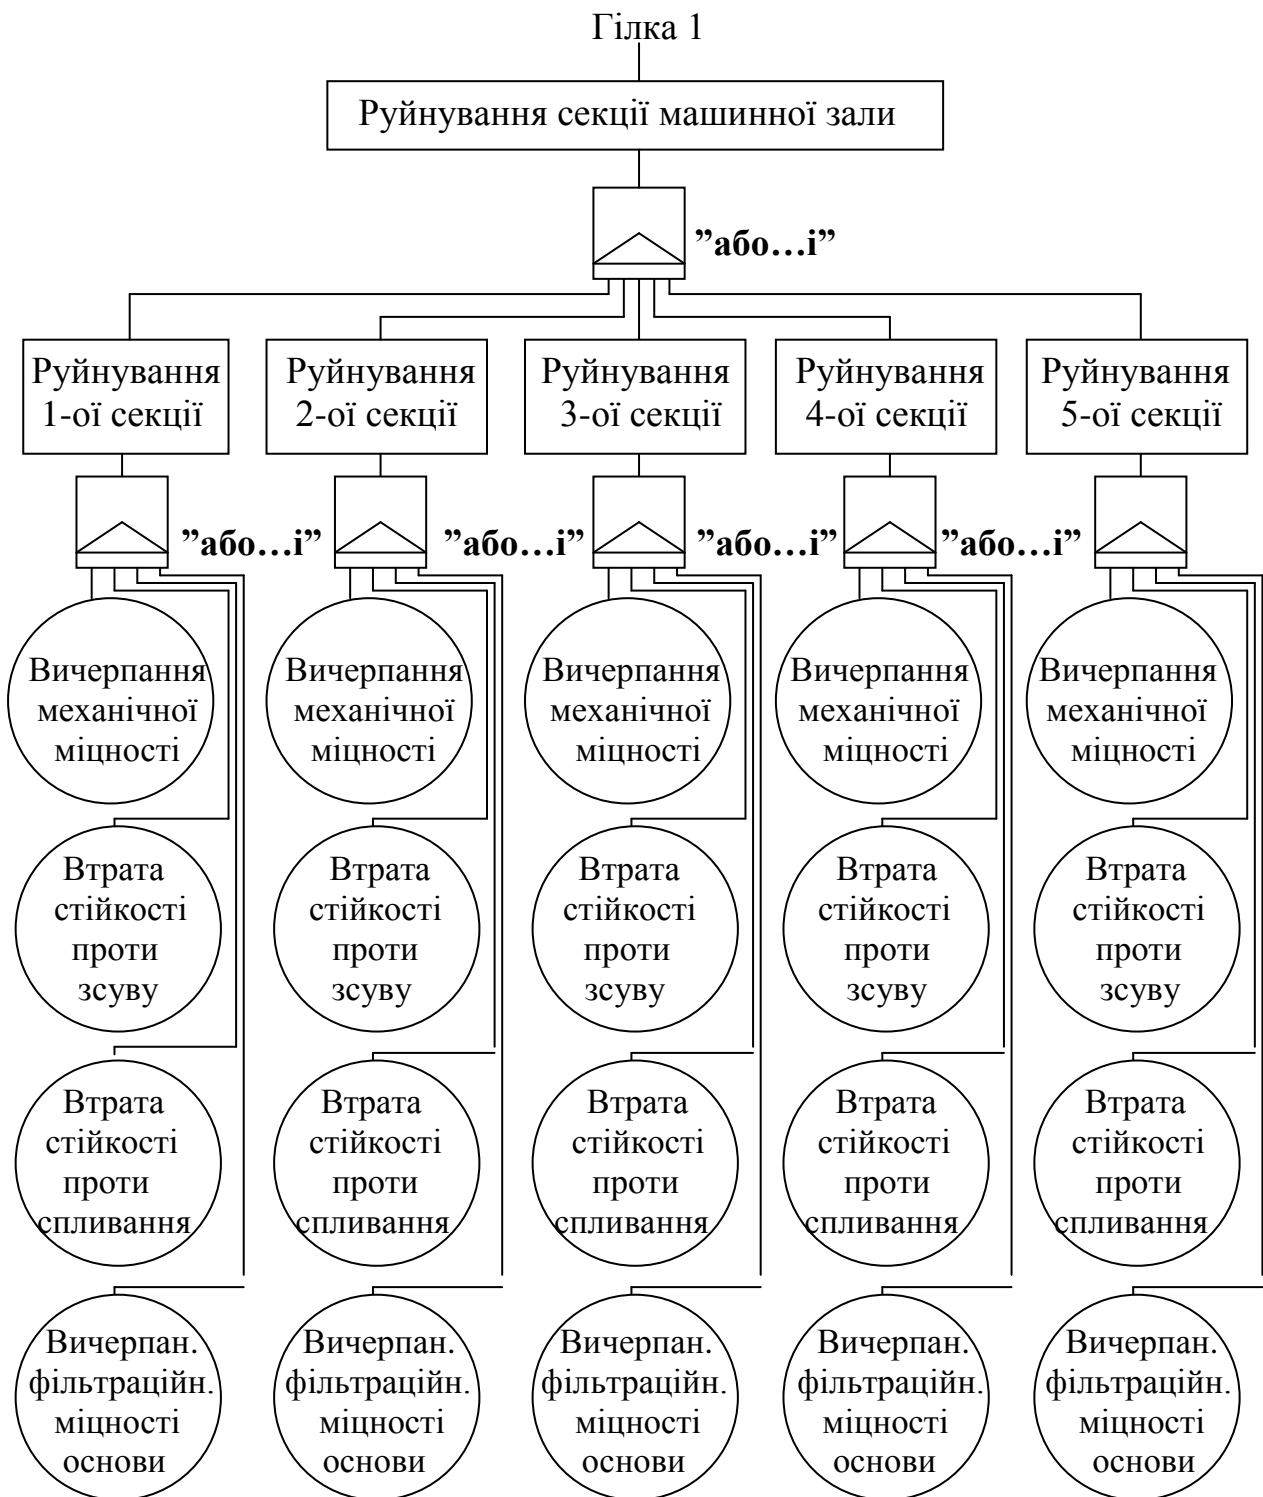 Гілка 1
Руйнування секції машинної зали
”або…і”
Руйнування
1-ої секції
Руйнування
2-ої секції
Руйнування
3-ої секції
Руйнування
4-ої секції
Руйнування
5-ої секції
”або…і”
”або…і”
”або…і”
”або…і”
Вичерпання
механічної
міцності
Вичерпання
механічної
міцності
Вичерпання
механічної
міцності
Вичерпання
механічної
міцності
Вичерпання
механічної
міцності
Втрата
стійкості
проти
зсуву
Втрата
стійкості
проти
зсуву
Втрата
стійкості
проти
зсуву
Втрата
стійкості
проти
зсуву
Втрата
стійкості
проти
зсуву
Втрата
стійкості
проти
спливання
Втрата
стійкості
проти
спливання
Втрата
стійкості
проти
спливання
Втрата
стійкості
проти
спливання
Втрата
стійкості
проти
спливання
Вичерпан.
фільтраційн.
міцності
основи
Вичерпан.
фільтраційн.
міцності
основи
Вичерпан.
фільтраційн.
міцності
основи
Вичерпан.
фільтраційн.
міцності
основи
Вичерпан.
фільтраційн.
міцності
основи